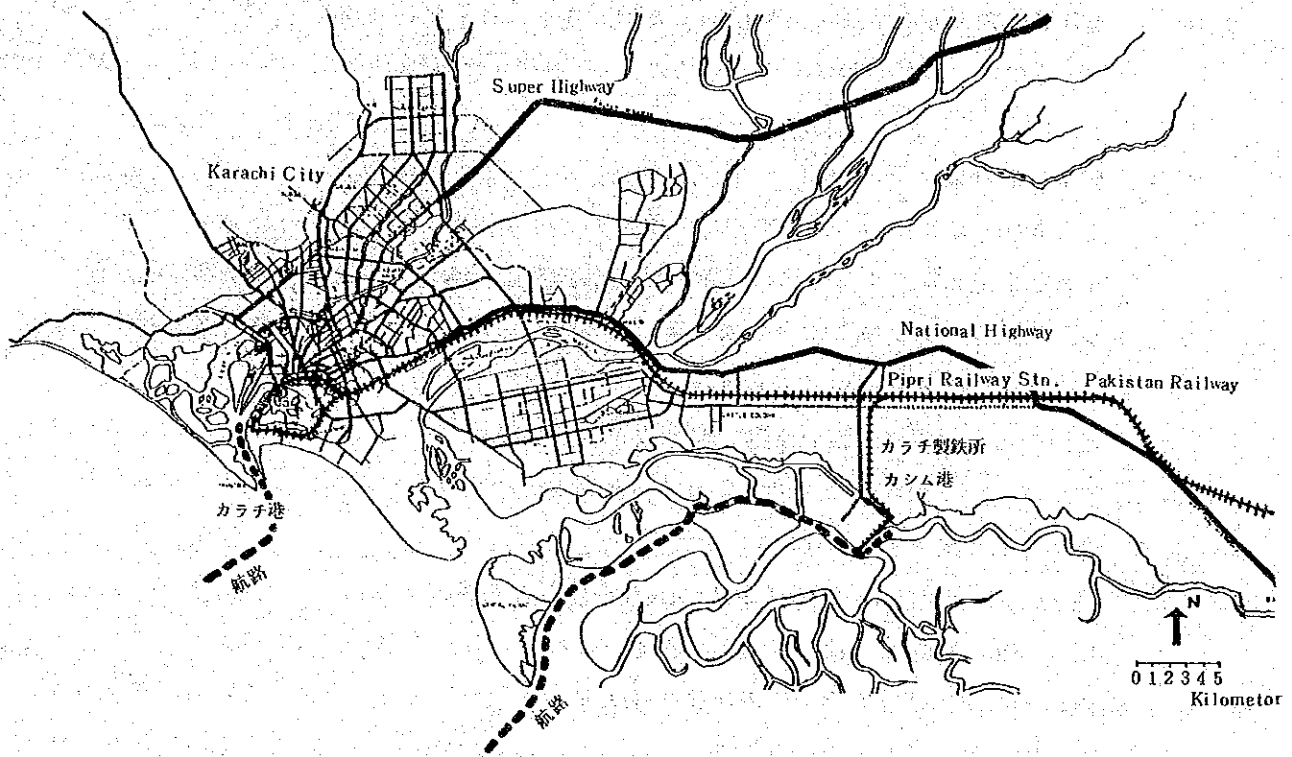 Super Highway
Karachi City
National Highway
Pipri Railway Stn.
Pakistan Railway
カラチ製鉄所
カシム港
カラチ港
航路
航路
N
0 1 2 3 4 5
Kilometor